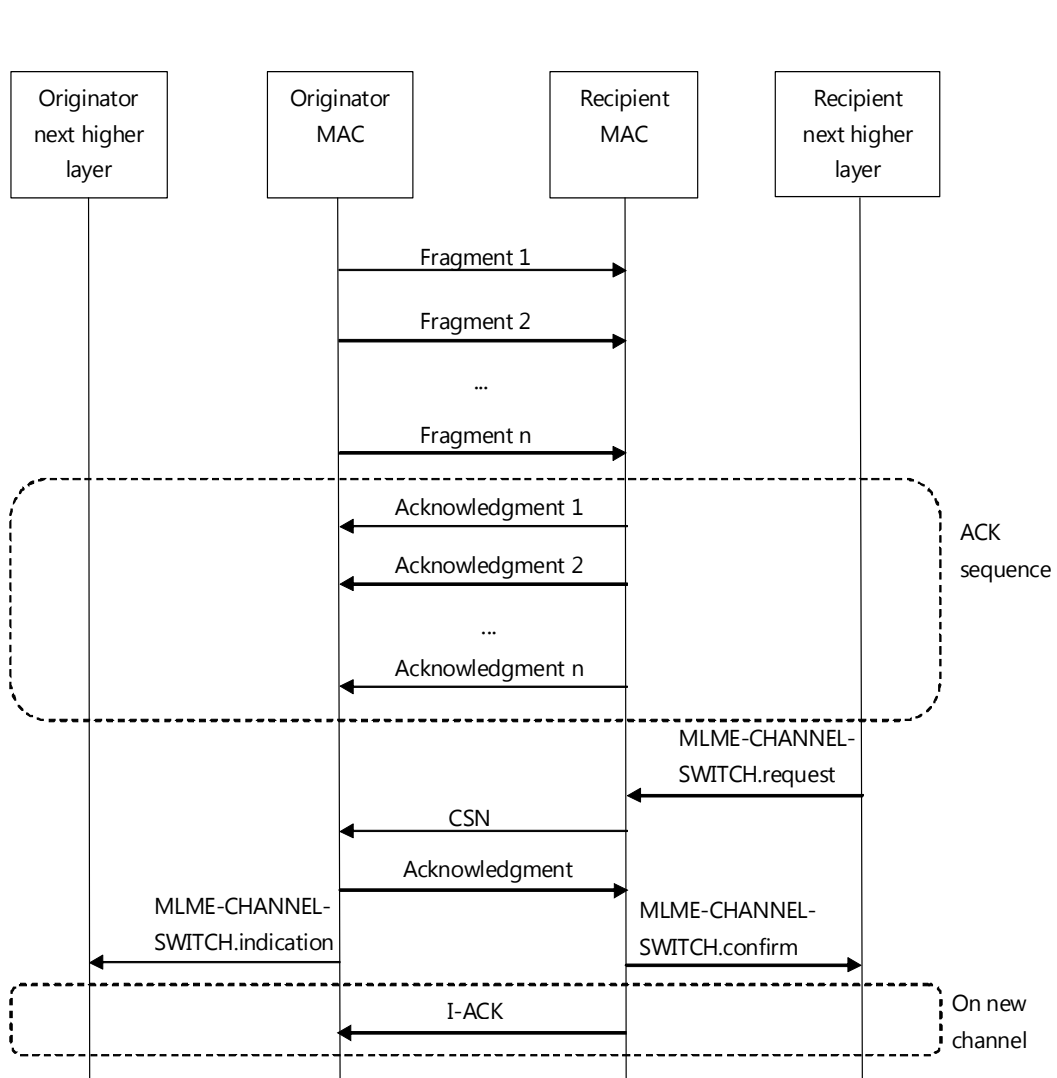 Originator
next higher
layer
Originator
MAC
Recipient
MAC
Recipient
next higher
layer
Fragment 1
Fragment 2
...
Fragment n
Acknowledgment 1
ACK
sequence
Acknowledgment 2
...
Acknowledgment n
MLME-CHANNEL-
SWITCH.request
CSN
Acknowledgment
MLME-CHANNEL-
SWITCH.indication
MLME-CHANNEL-
SWITCH.confirm
I-ACK
On new
channel